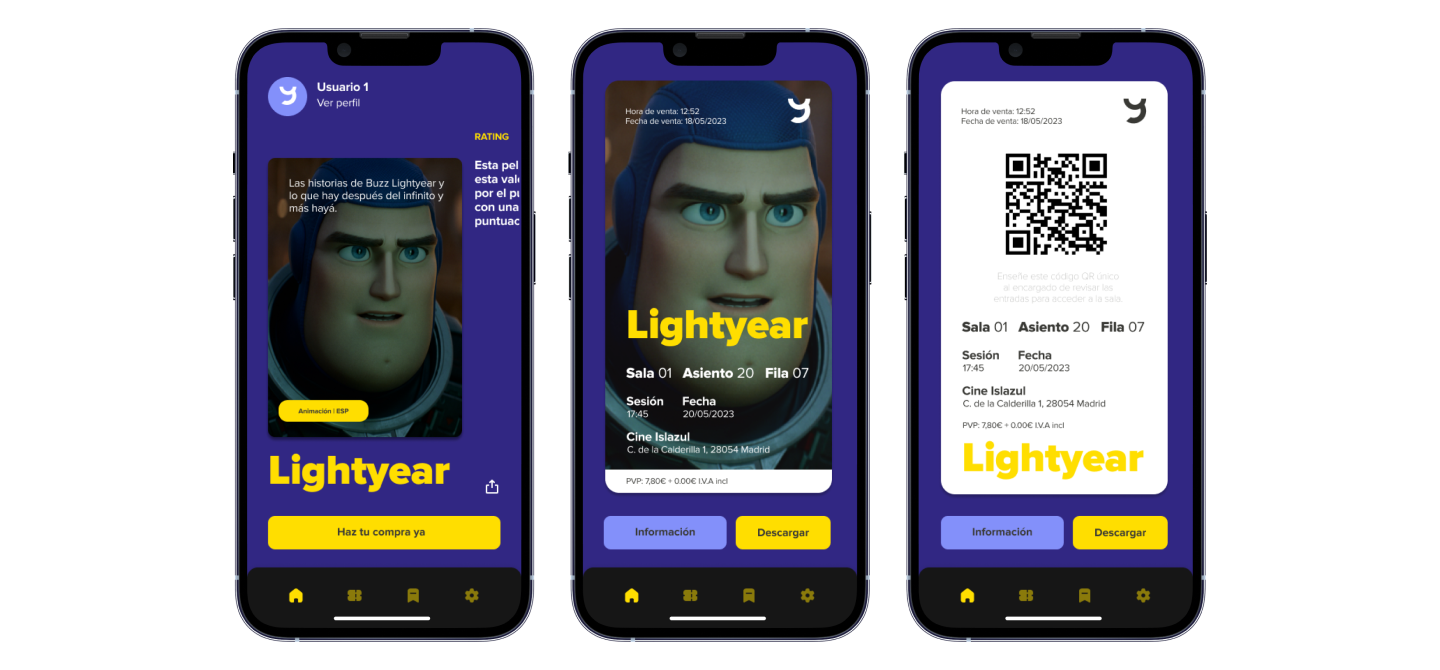 Usuario 1
Ver perfil
RATING
Esta pel
esta val
por el pu
con una
puntuac
Las historias de Buzz Lightyear y
lo que hay después del infinito y
más hayá.
Animación | ESP
Lightyear
Haz tu compra ya
Hora de venta: 12:52
Fecha de venta: 18/05/2023
Lightyear
Sala 01 Asiento 20 Fila 07
Sesión Fecha
17:45 20/05/2023
Cine Islazul
C. de la Calderilla 1, 28054 Madrid
PVP: 7,80€ + 0.00€ I.V.A incl
Información Descargar
Hora de venta: 12:52
Fecha de venta: 18/05/2023
Enseñe este código QR único
al encargado de revisar las
entradas para acceder a la sala.
Sala 01 Asiento 20 Fila 07
Sesión Fecha
17:45 20/05/2023
Cine Islazul
C. de la Calderilla 1, 28054 Madrid
PVP: 7,80€ + 0.00€ I.V.A incl
Lightyear
Información Descargar